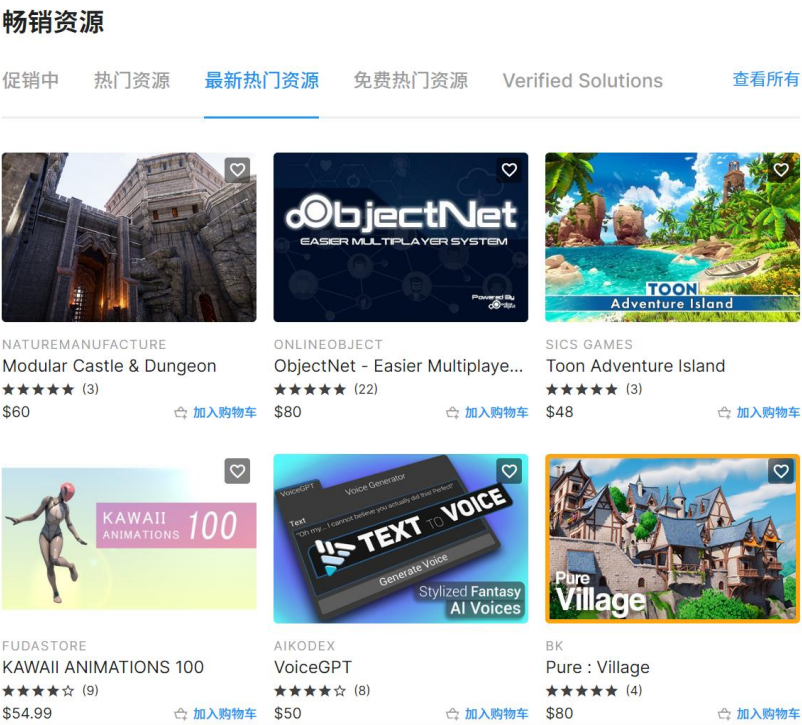 畅销资源
促销中 热门资源 最新热门资源 免费热门资源 Verified Solutions 查看所有
ObjectNet
EASIER MULTIPLAYER SYSTEM
Powered By
TOON
Adventure Island
NATUREMANUFACTURE ONLINEOBJECT SICS GAMES
Modular Castle & Dungeon ObjectNet - Easier Multiplaye... Toon Adventure Island
★★★★★ (3) ★★★★★ (22) ★★★★★ (3)
$60 加入购物车 $80 加入购物车 $48 加入购物车
KAWAII
ANIMATIONS 100
VoiceGPT
Voice Generator
Text
"Oh my... I cannot believe you actually did that! Perfect!"
TEXT TO VOICE
Generate Voice
Stylized Fantasy
AI Voices
Pure
Village
FUDASTORE AIKODEX BK
KAWAII ANIMATIONS 100 VoiceGPT Pure : Village
★★★★☆ (9) ★★★★☆ (8) ★★★★★ (4)
$54.99 加入购物车 $50 加入购物车 $80 加入购物车